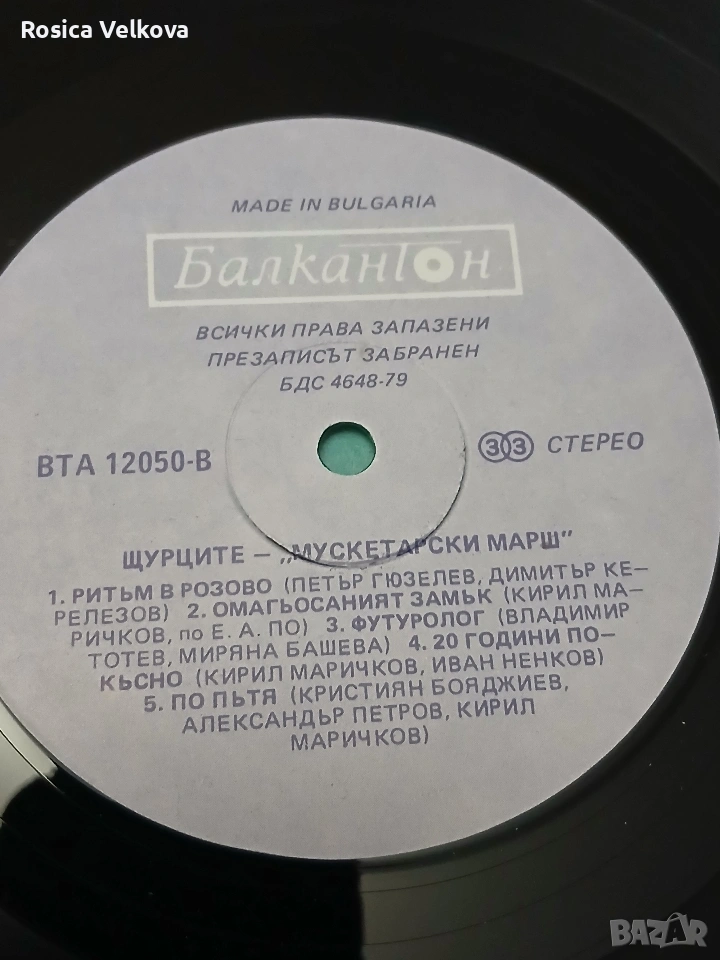 Rosica Velkova
MADE IN BULGARIA
БалканТон
ВСИЧКИ ПРАВА ЗАПАЗЕНИ
ПРЕЗАПИСЪТ ЗАБРАНЕН
БДС 4648-79
ВТА 12050-В
33 СТЕРЕО
ЩУРЦИТЕ – „МУСКЕТАРСКИ МАРШ"
1. РИТЪМ В РОЗОВО (ПЕТЪР ГЮЗЕЛЕВ, ДИМИТЪР КЕ-
РЕЛЕЗОВ) 2. ОМАГЬОСАНИЯТ ЗАМЪК (КИРИЛ МА-
РИЧКОВ, по Е. А. ПО) 3. ФУТУРОЛОГ (ВЛАДИМИР
ТОТЕВ, МИРЯНА БАШЕВА) 4. 20 ГОДИНИ ПО-
КЪСНО (КИРИЛ МАРИЧКОВ, ИВАН НЕНКОВ)
5. ПО ПЪТЯ (КРИСТИЯН БОЯДЖИЕВ,
АЛЕКСАНДЪР ПЕТРОВ, КИРИЛ
МАРИЧКОВ)
BAZAR